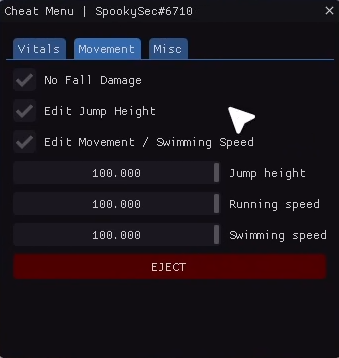 Cheat Menu | SpookySec#6710
Vitals Movement Misc
No Fall Damage
Edit Jump Height
Edit Movement / Swimming Speed
100.000 Jump height
100.000 Running speed
100.000 Swimming speed
EJECT